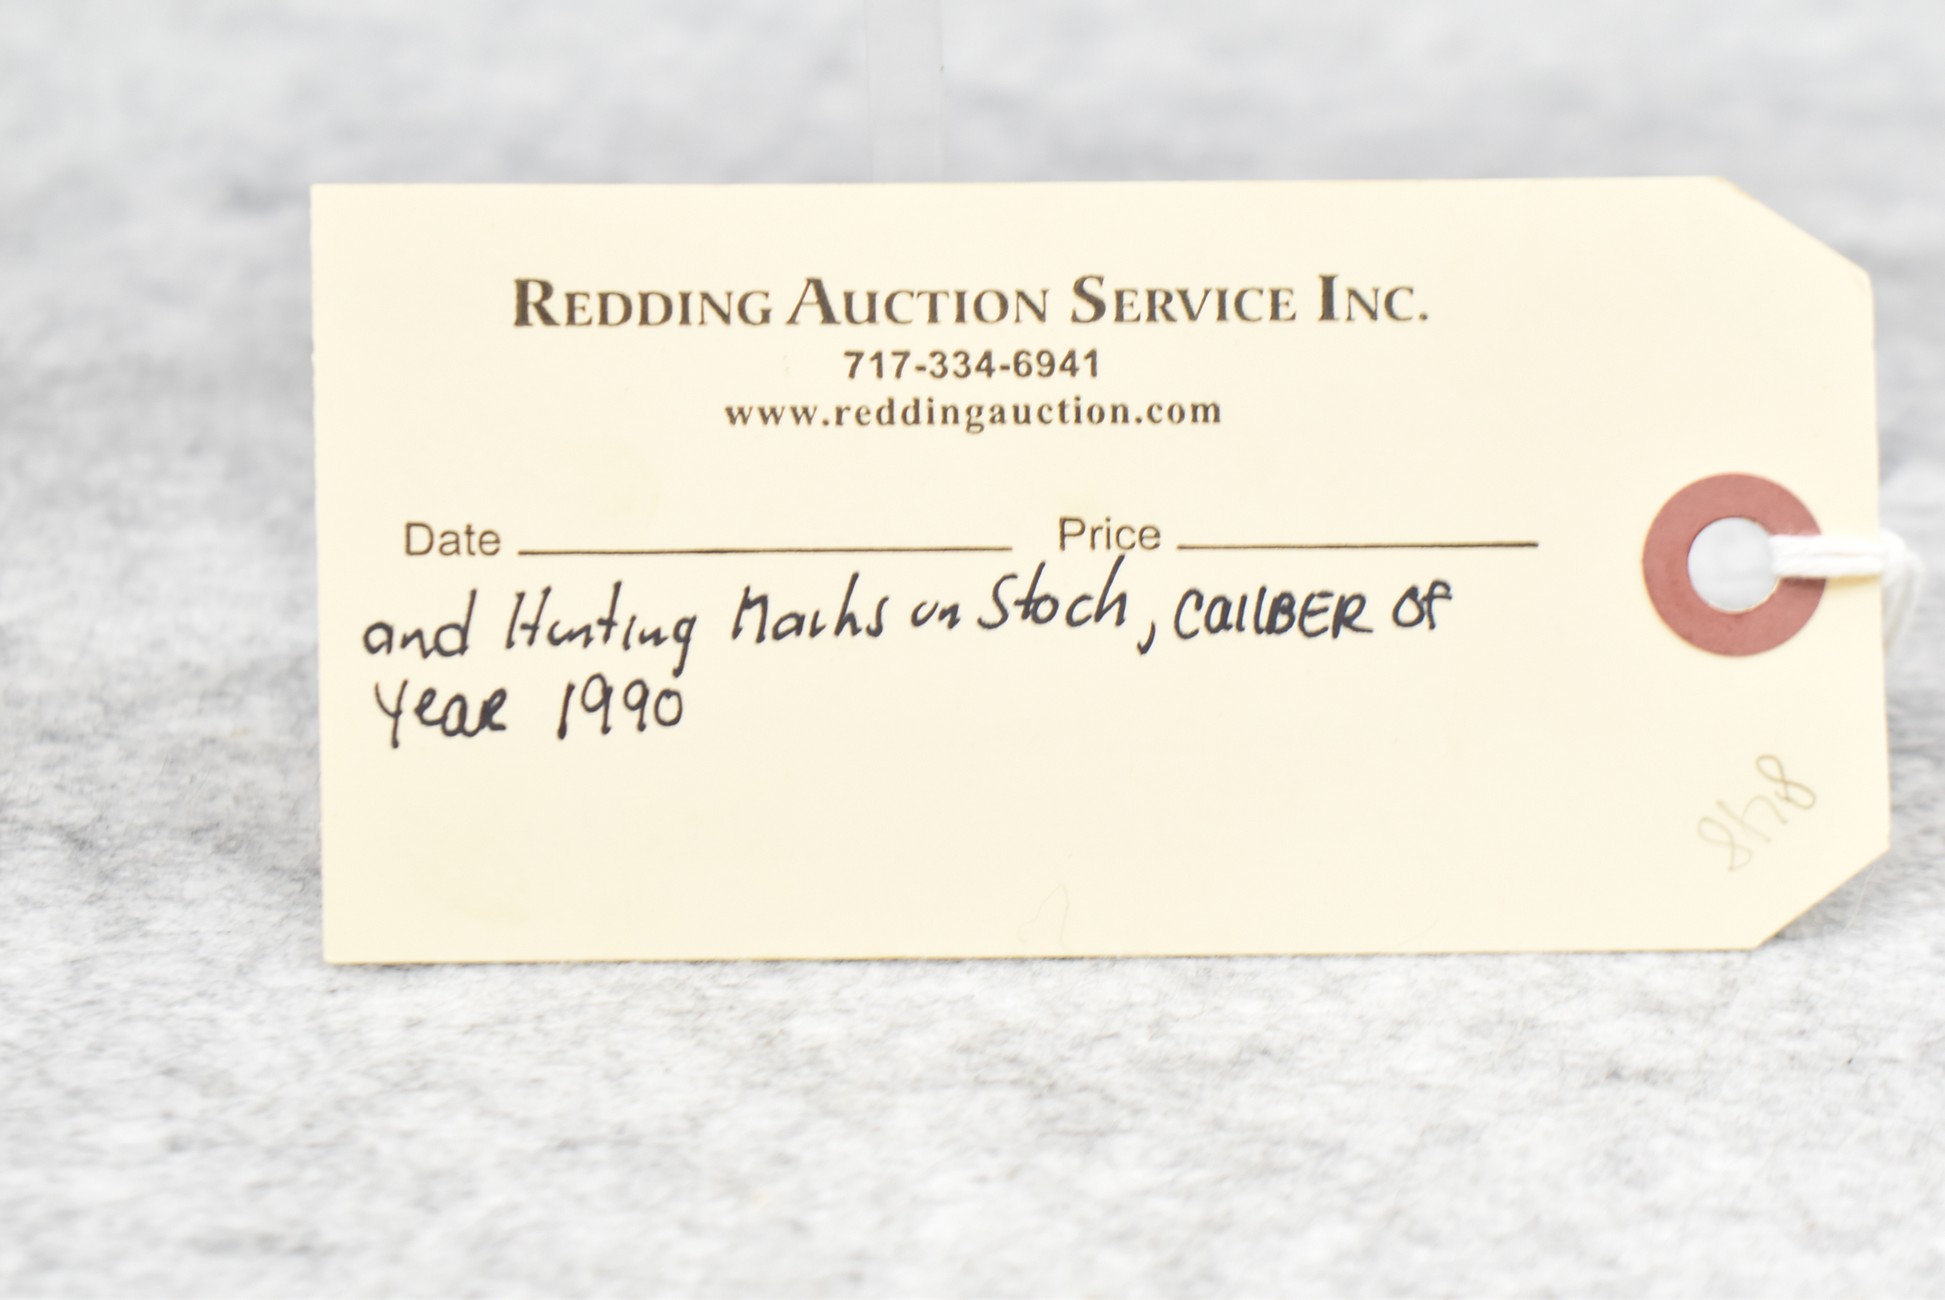 REDDING AUCTION SERVICE INC.
717-334-6941
www.reddingauction.com
Date Price
and Hunting Marks on Stock, CAliBER OF
Year 1990
8448